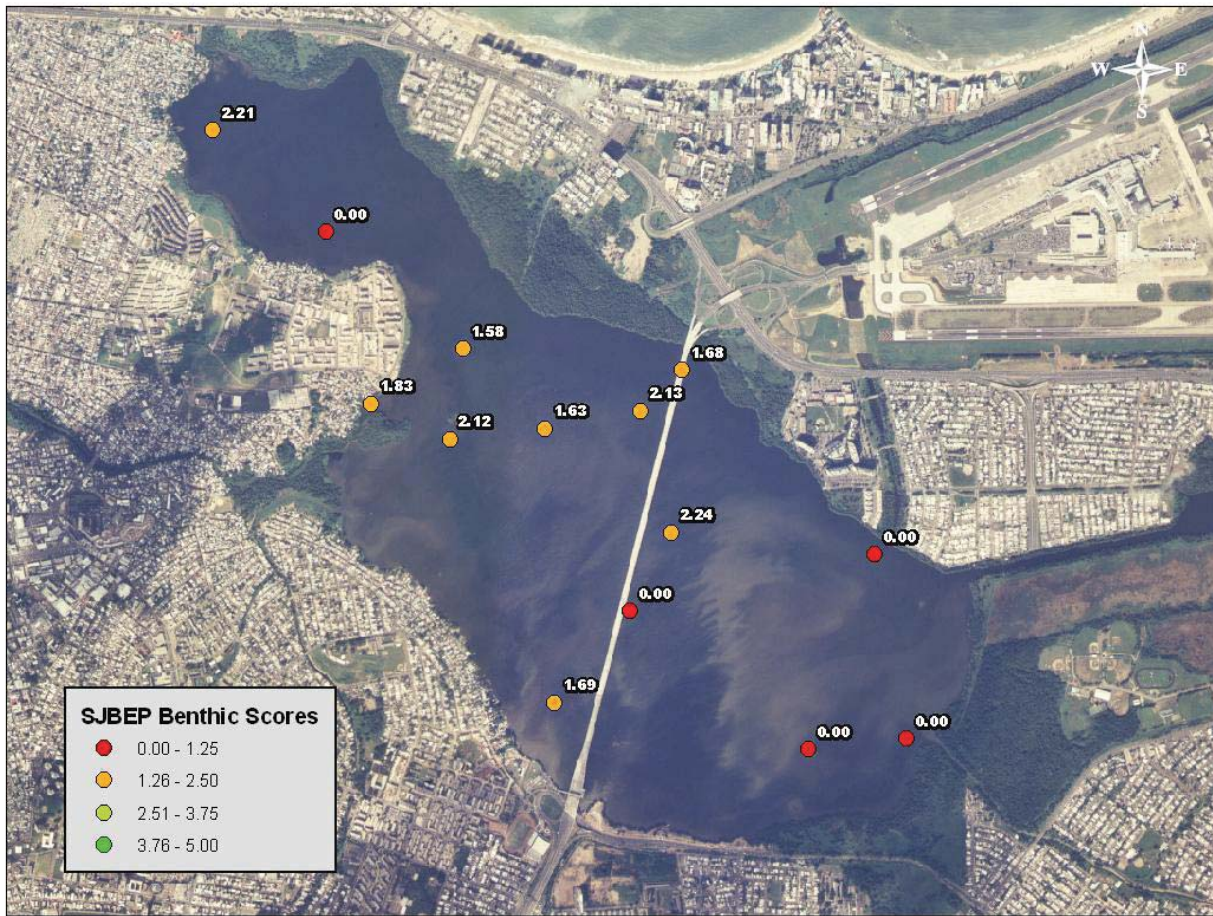 N
W E
S
2.21
0.00
1.58
1.68
1.83
2.13
2.12
1.63
2.24
0.00
0.00
1.69
0.00
0.00
SJBEP Benthic Scores
0.00 - 1.25
1.26 - 2.50
2.51 - 3.75
3.76 - 5.00